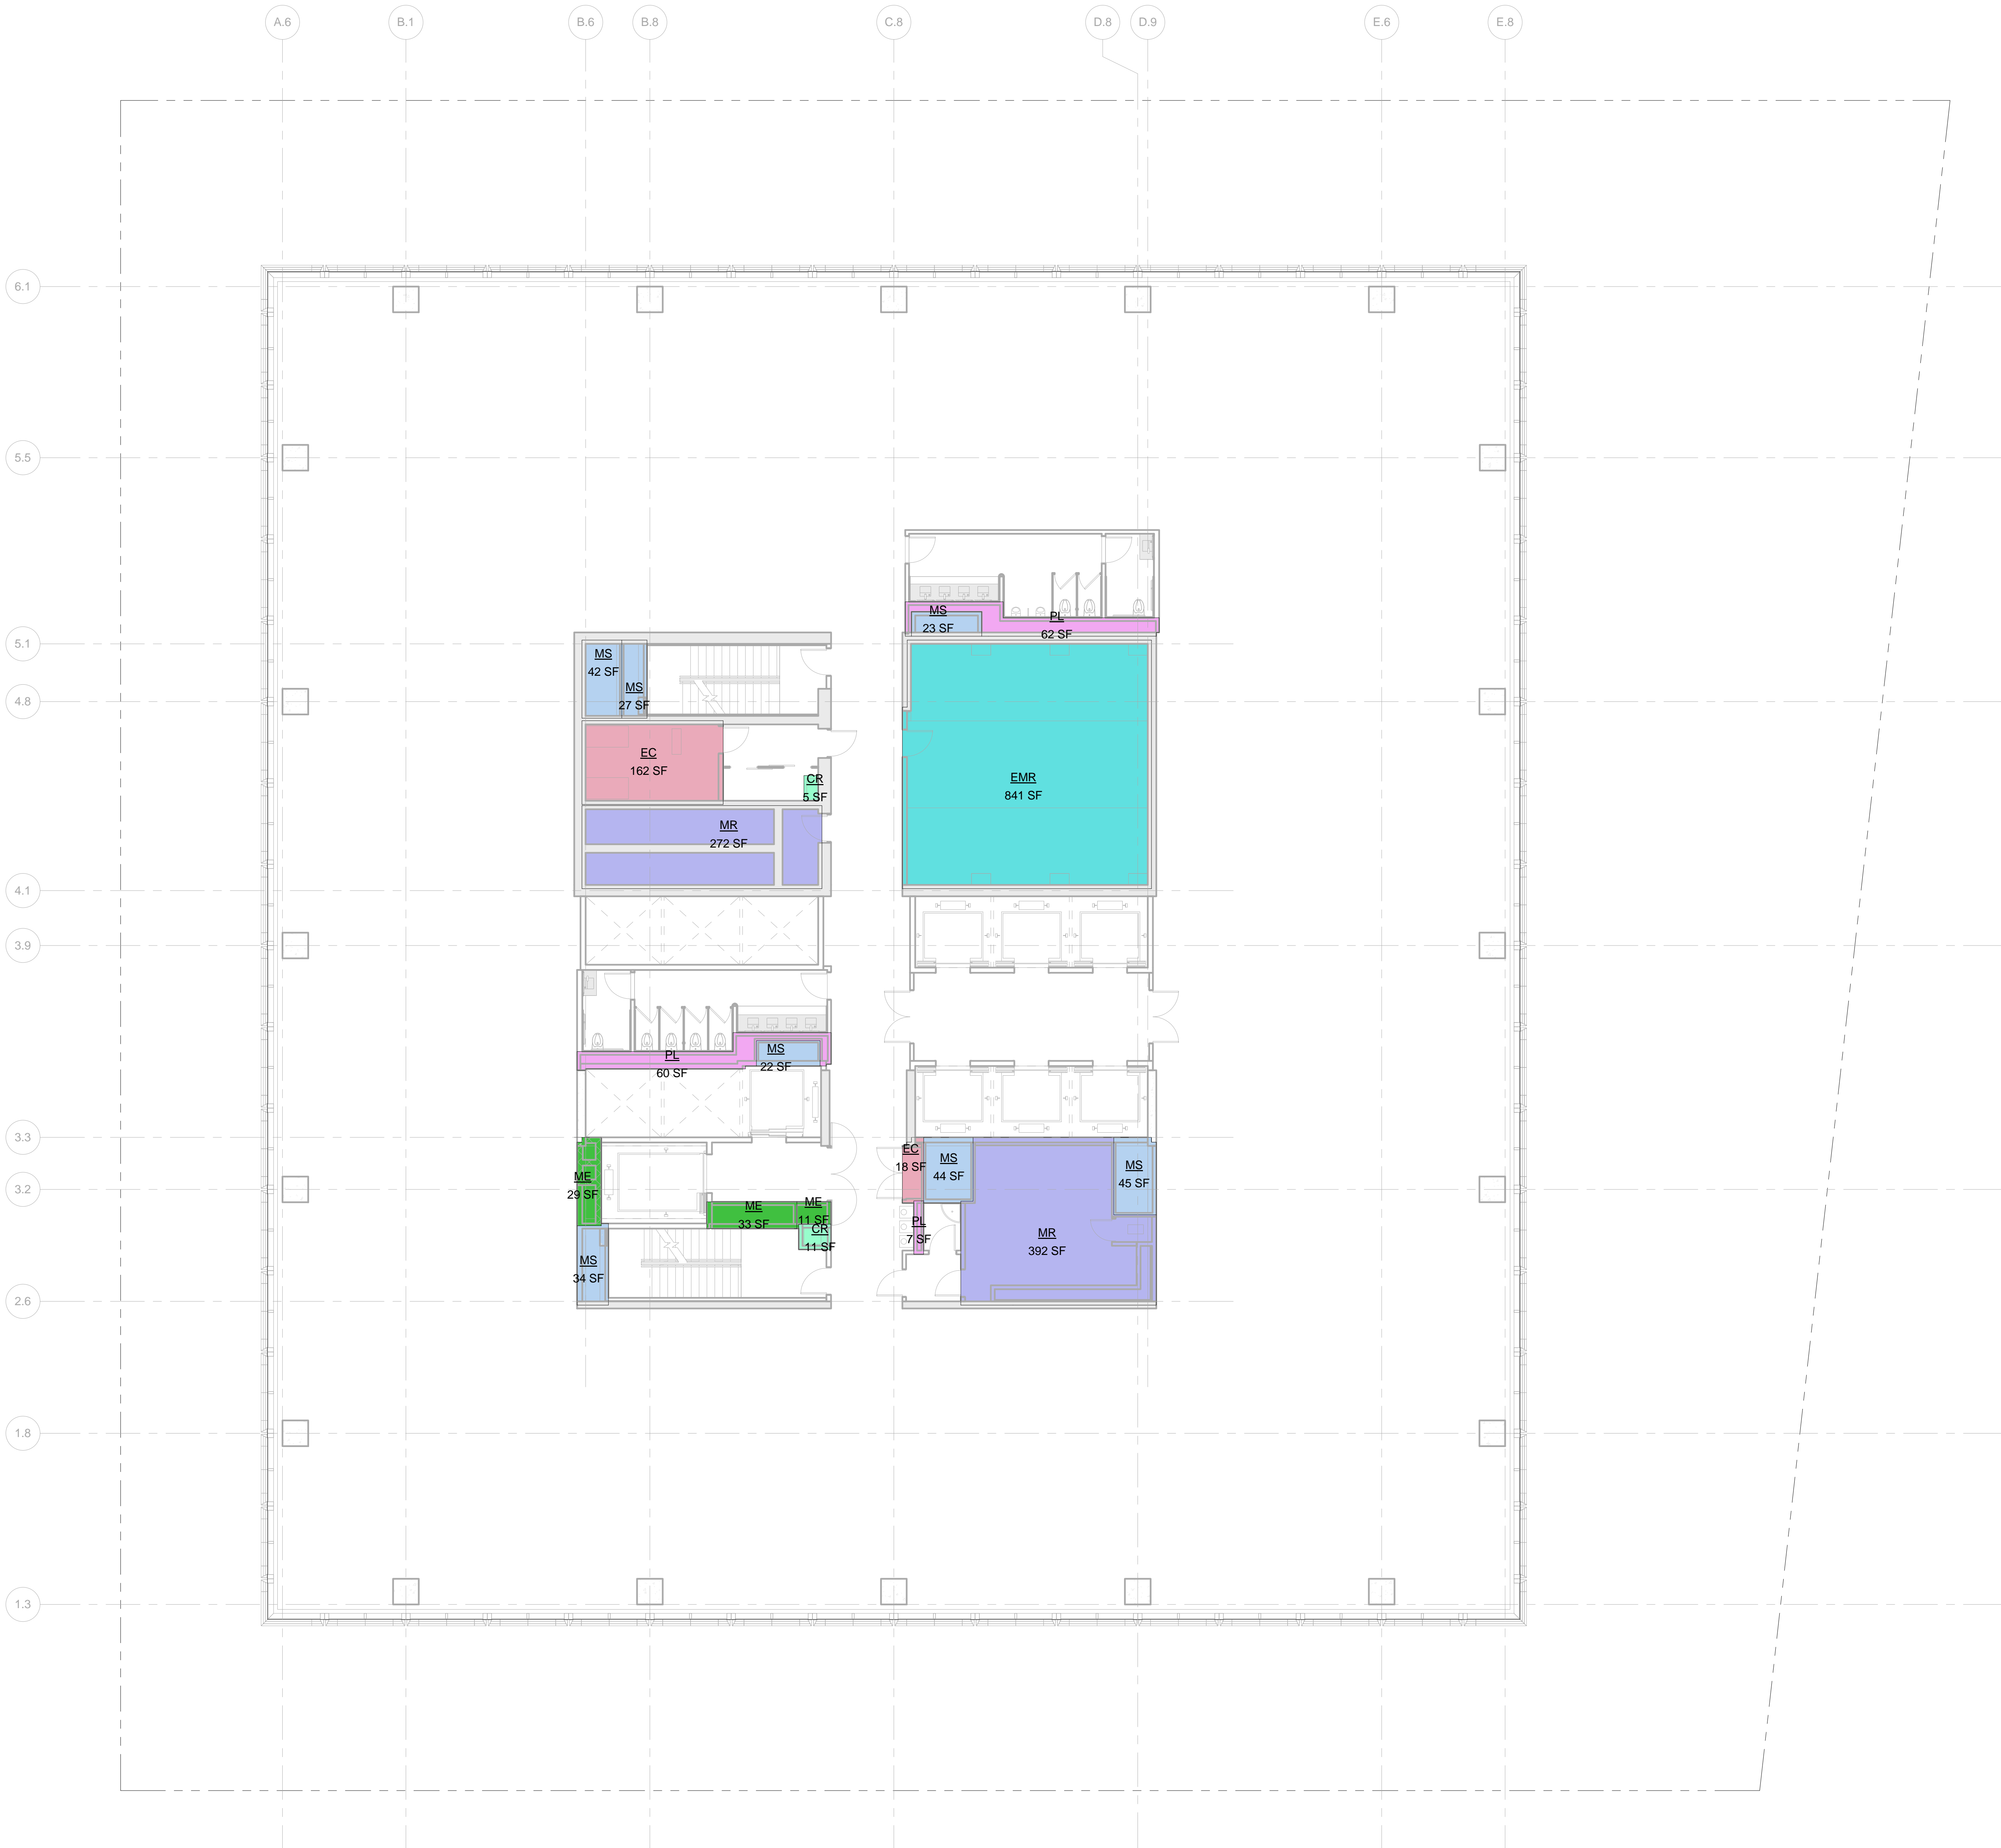 A.6
B.1
B.6
B.8
C.8
D.8
D.9
E.6
E.8
6.1
5.5
MS
23 SF
PL
62 SF
5.1
MS
42 SF
MS
27 SF
4.8
EC
162 SF
CR
5 SF
EMR
841 SF
MR
272 SF
4.1
3.9
MS
22 SF
PL
60 SF
3.3
EC
18 SF
MS
44 SF
MS
45 SF
ME
29 SF
3.2
ME
33 SF
ME
11 SF
CR
11 SF
PL
7 SF
MR
392 SF
MS
34 SF
2.6
1.8
1.3